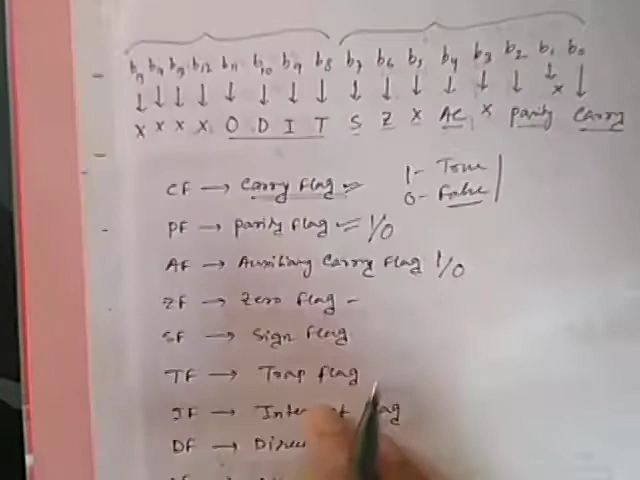 b15 b14 b13 b12 b11 b10 b9 b8 b7 b6 b5 b4 b3 b2 b1 b0
↓ ↓ ↓ ↓ ↓ ↓ ↓ ↓ ↓ ↓ ↓ ↓ ↓ ↓ ↓ ↓
X X X X O D I T S Z X AC X parity X Carry
CF → Carry Flag 1 - True
0 - False
PF → parity Flag 1/0
AF → Auxiliary Carry Flag 1/0
ZF → Zero Flag -
SF → Sign Flag
TF → Trap Flag
IF →
DF →